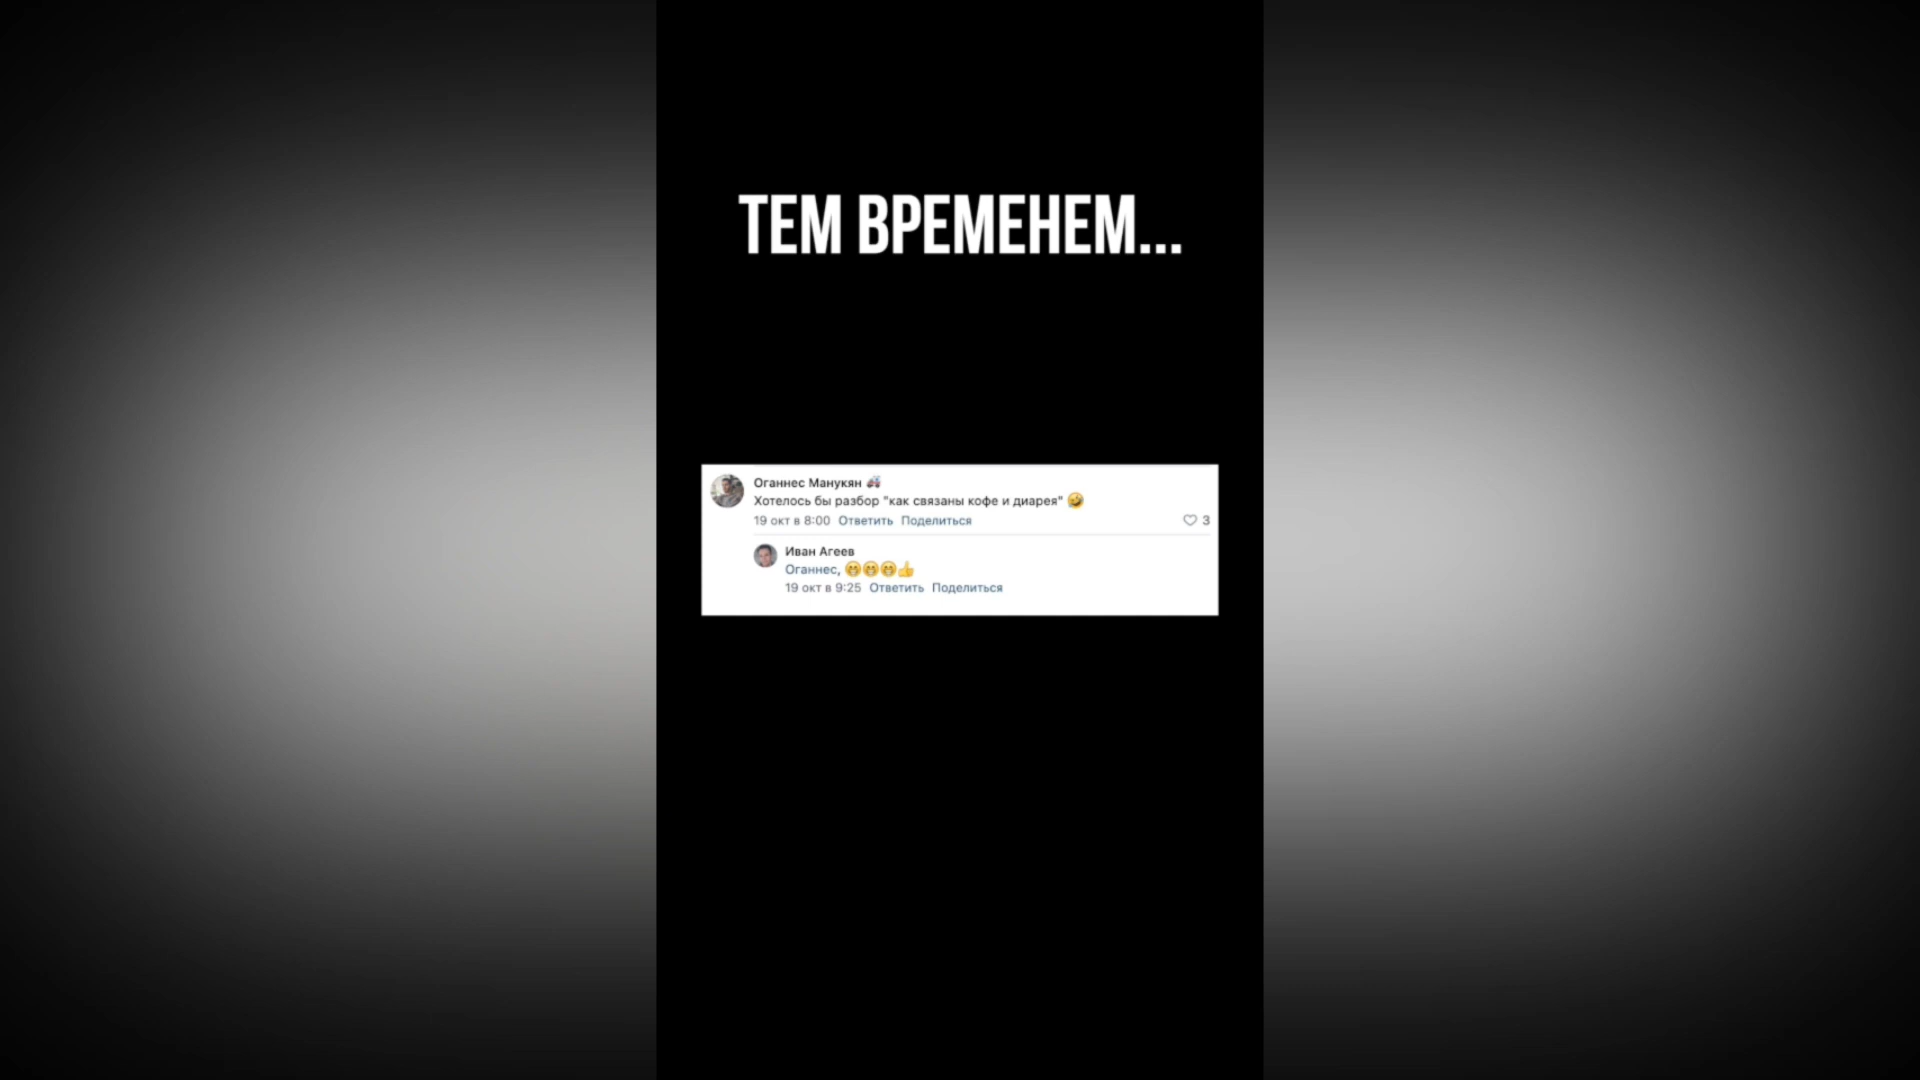 ТЕМ ВРЕМЕНЕМ...
Оганнес Манукян
Хотелось бы разбор "как связаны кофе и диарея" 🤣
19 окт в 8:00 Ответить Поделиться 3
Иван Агеев
Оганнес, 😁😁😁👍
19 окт в 9:25 Ответить Поделиться